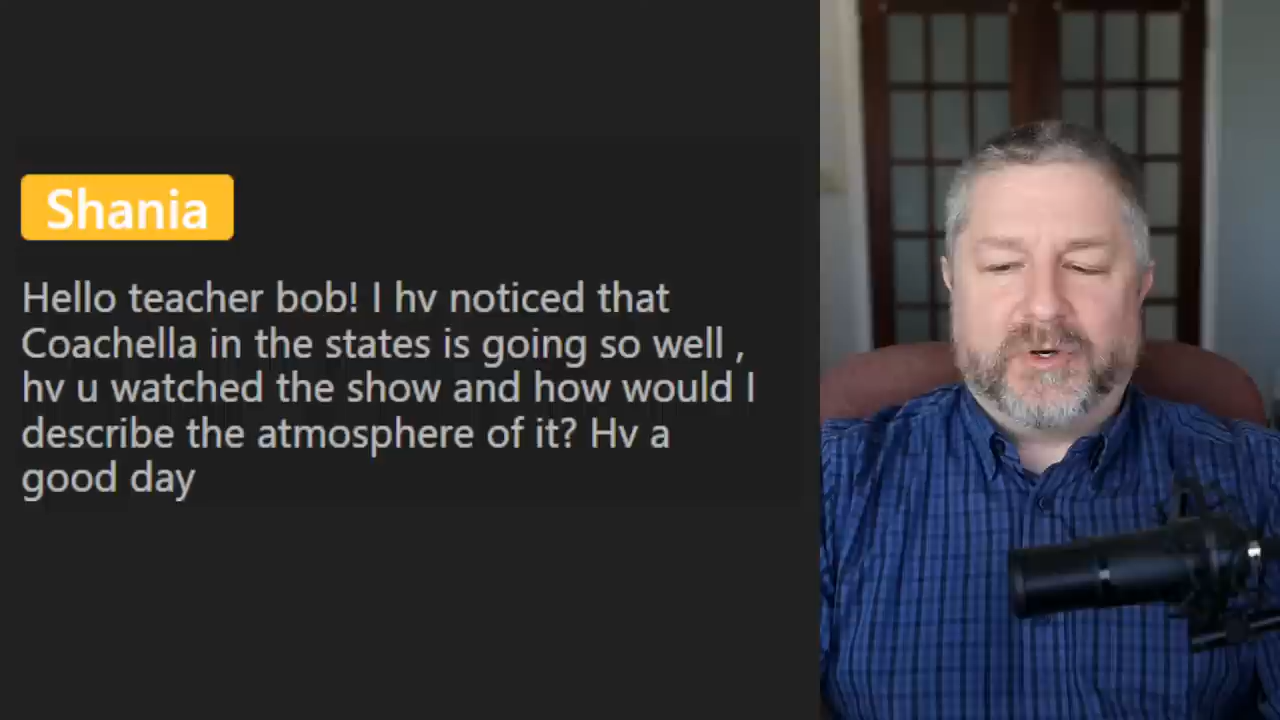 Shania
Hello teacher bob! I hv noticed that
Coachella in the states is going so well ,
hv u watched the show and how would I
describe the atmosphere of it? Hv a
good day